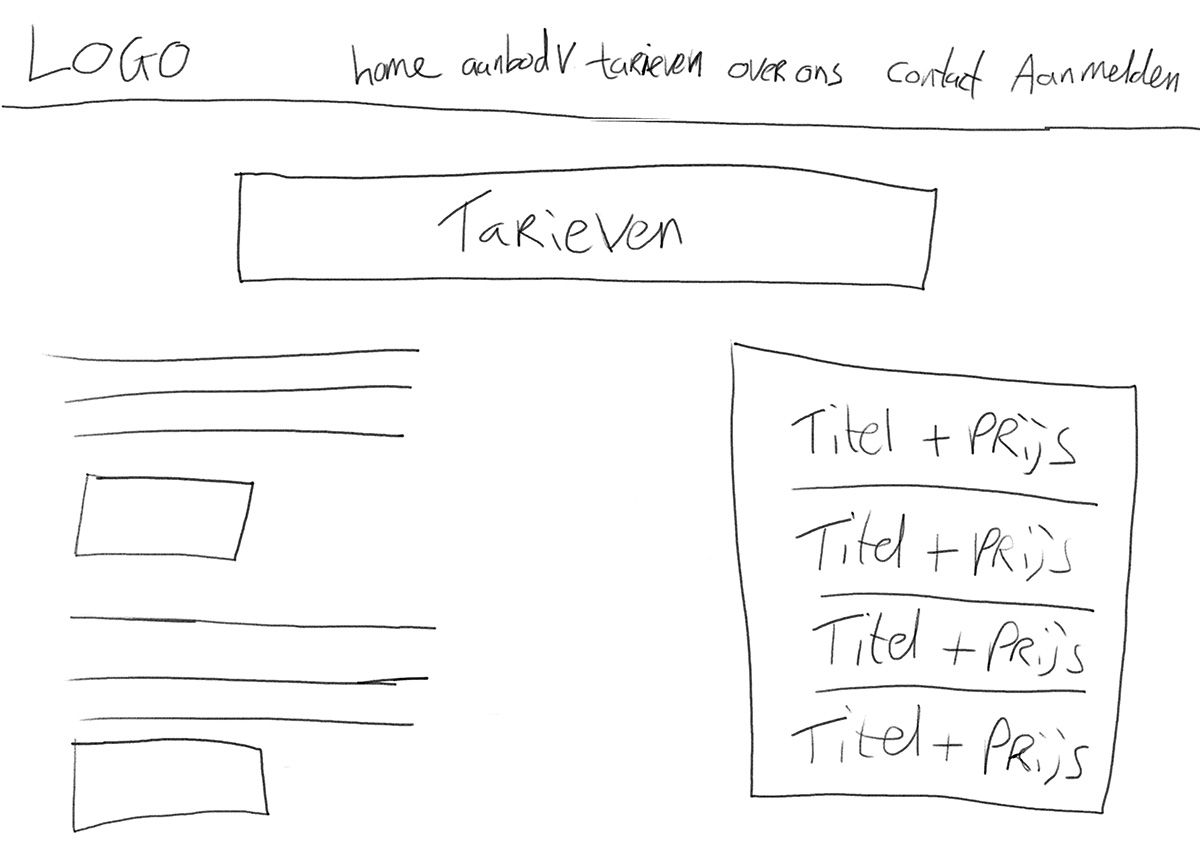 LOGO home aanbod V tarieven over ons Contact Aanmelden
Tarieven
Titel + PRijs
Titel + PRijs
Titel + PRijs
Titel + PRijs